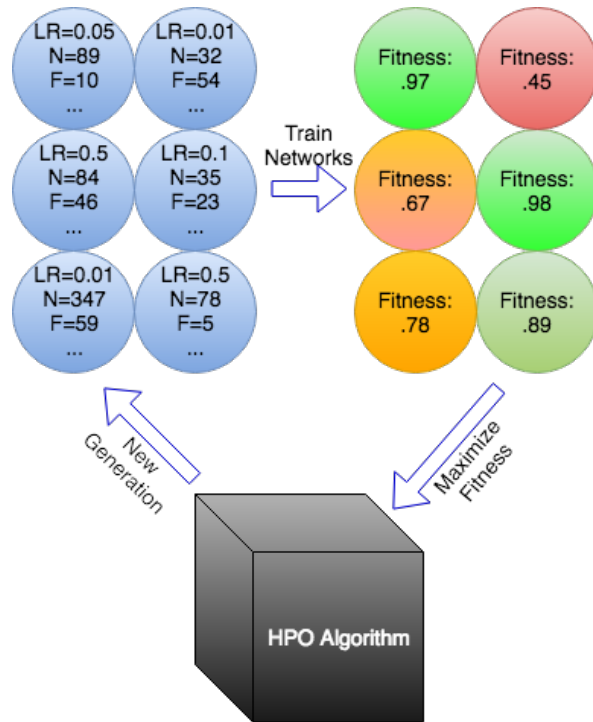 LR=0.05
N=89
F=10
...
LR=0.01
N=32
F=54
...
LR=0.5
N=84
F=46
...
LR=0.1
N=35
F=23
...
LR=0.01
N=347
F=59
...
LR=0.5
N=78
F=5
...
Train
Networks
Fitness:
.97
Fitness:
.45
Fitness:
.67
Fitness:
.98
Fitness:
.78
Fitness:
.89
Maximize
Fitness
HPO Algorithm
New
Generation